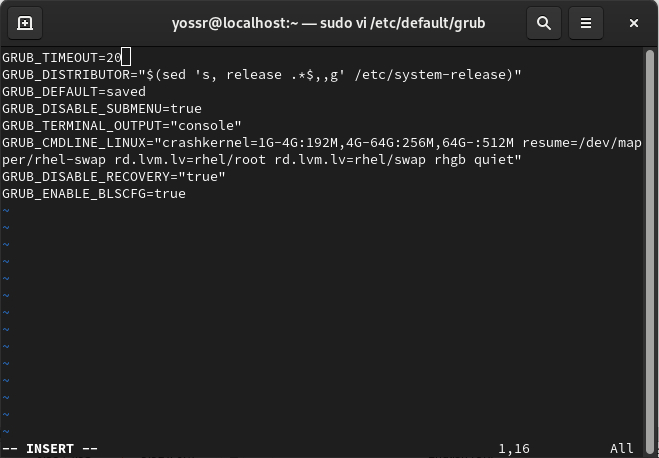 yossr@localhost:~ — sudo vi /etc/default/grub
GRUB_TIMEOUT=20
GRUB_DISTRIBUTOR="$(sed 's, release .*$,,g' /etc/system-release)"
GRUB_DEFAULT=saved
GRUB_DISABLE_SUBMENU=true
GRUB_TERMINAL_OUTPUT="console"
GRUB_CMDLINE_LINUX="crashkernel=1G-4G:192M,4G-64G:256M,64G-:512M resume=/dev/map
per/rhel-swap rd.lvm.lv=rhel/root rd.lvm.lv=rhel/swap rhgb quiet"
GRUB_DISABLE_RECOVERY="true"
GRUB_ENABLE_BLSCFG=true
~
~
~
~
~
~
~
~
~
~
~
~
~
~
-- INSERT -- 1,16 All